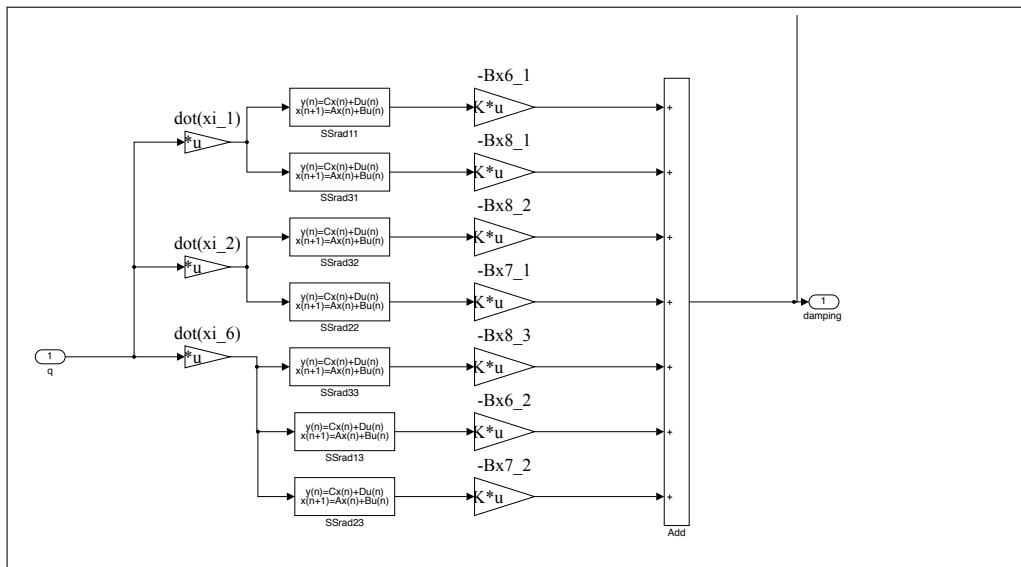 -Bx6_1
y(n)=Cx(n)+Du(n)
x(n+1)=Ax(n)+Bu(n)
K*u
+
SSrad11
dot(xi_1)
*u
-Bx8_1
y(n)=Cx(n)+Du(n)
x(n+1)=Ax(n)+Bu(n)
K*u
+
SSrad31
-Bx8_2
y(n)=Cx(n)+Du(n)
x(n+1)=Ax(n)+Bu(n)
K*u
+
SSrad32
dot(xi_2)
*u
-Bx7_1
y(n)=Cx(n)+Du(n)
x(n+1)=Ax(n)+Bu(n)
K*u
+
SSrad22
1
damping
dot(xi_6)
*u
1
q
-Bx8_3
y(n)=Cx(n)+Du(n)
x(n+1)=Ax(n)+Bu(n)
K*u
+
SSrad33
-Bx6_2
y(n)=Cx(n)+Du(n)
x(n+1)=Ax(n)+Bu(n)
K*u
+
SSrad13
-Bx7_2
y(n)=Cx(n)+Du(n)
x(n+1)=Ax(n)+Bu(n)
K*u
+
SSrad23
Add